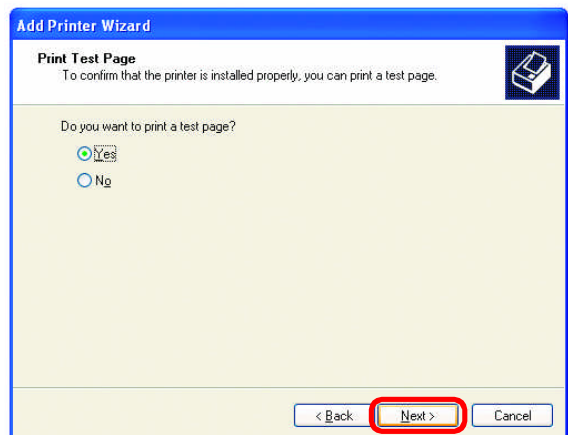 Add Printer Wizard
Print Test Page
To confirm that the printer is installed properly, you can print a test page.
Do you want to print a test page?
Yes
No
< Back
Next >
Cancel